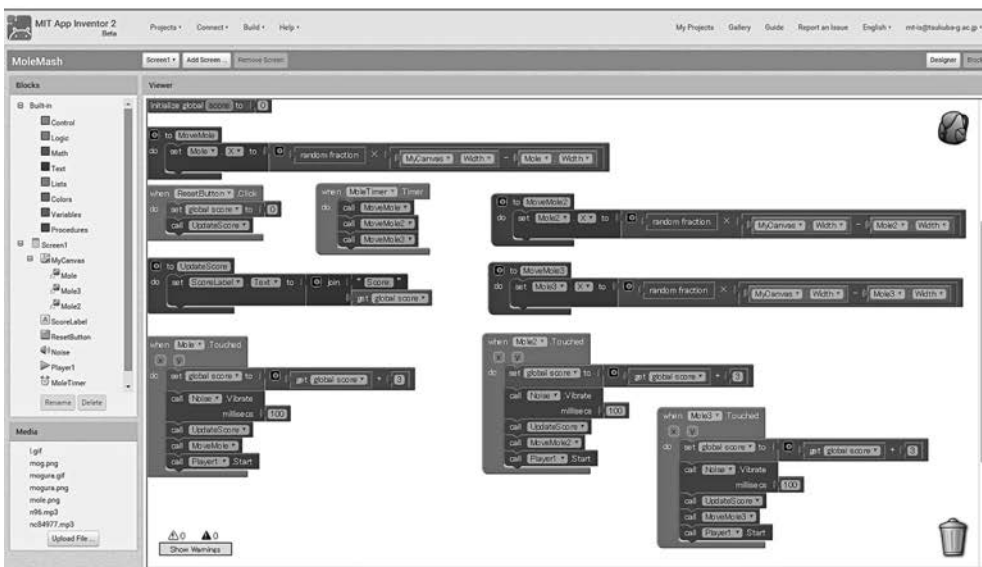 MIT App Inventor 2
Beta
Projects Connect Build Help
My Projects Gallery Guide Report an Issue English mt-is@tsukuba-g.ac.jp
MoleMash
Screen1 Add Screen ... Remove Screen
Designer
Blocks
Viewer
Built-in
Control
Logic
Math
Text
Lists
Colors
Variables
Procedures
Screen1
MyCanvas
Mole
Mole3
Mole2
ScoreLabel
ResetButton
Noise
Player1
MoleTimer
Rename Delete
Media
l.gif
mog.png
mogura.gif
mogura.png
mole.png
n96.mp3
nc84977.mp3
Upload File ...
Initialize global score to 0
to MoveMole
do set Mole . X to random fraction × MyCanvas . Width - Mole . Width
when ResetButton .Click
do set global score to 0
call UpdateScore
when MoleTimer .Timer
do call MoveMole
call MoveMole2
call MoveMole3
to MoveMole2
do set Mole2 . X to random fraction × MyCanvas . Width - Mole2 . Width
to UpdateScore
do set ScoreLabel . Text to join " Score "
get global score
to MoveMole3
do set Mole3 . X to random fraction × MyCanvas . Width - Mole3 . Width
when Mole .Touched
x y
do set global score to get global score + 3
call Noise .Vibrate
millisecs 100
call UpdateScore
call MoveMole
call Player1 .Start
when Mole2 .Touched
x y
do set global score to get global score + 3
call Noise .Vibrate
millisecs 100
call UpdateScore
call MoveMole2
call Player1 .Start
when Mole3 .Touched
x y
do set global score to get global score + 3
call Noise .Vibrate
millisecs 100
call UpdateScore
call MoveMole3
call Player1 .Start
0 0
Show Warnings